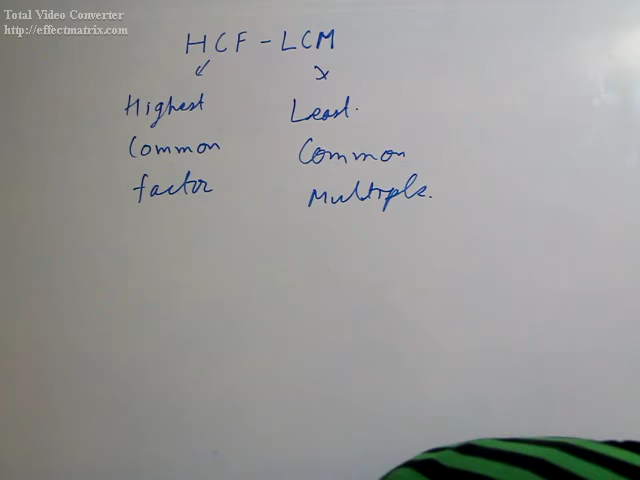 Total Video Converter
http://effectmatrix.com
HCF - LCM
Highest
Common
factor
Least.
Common
Multiple.